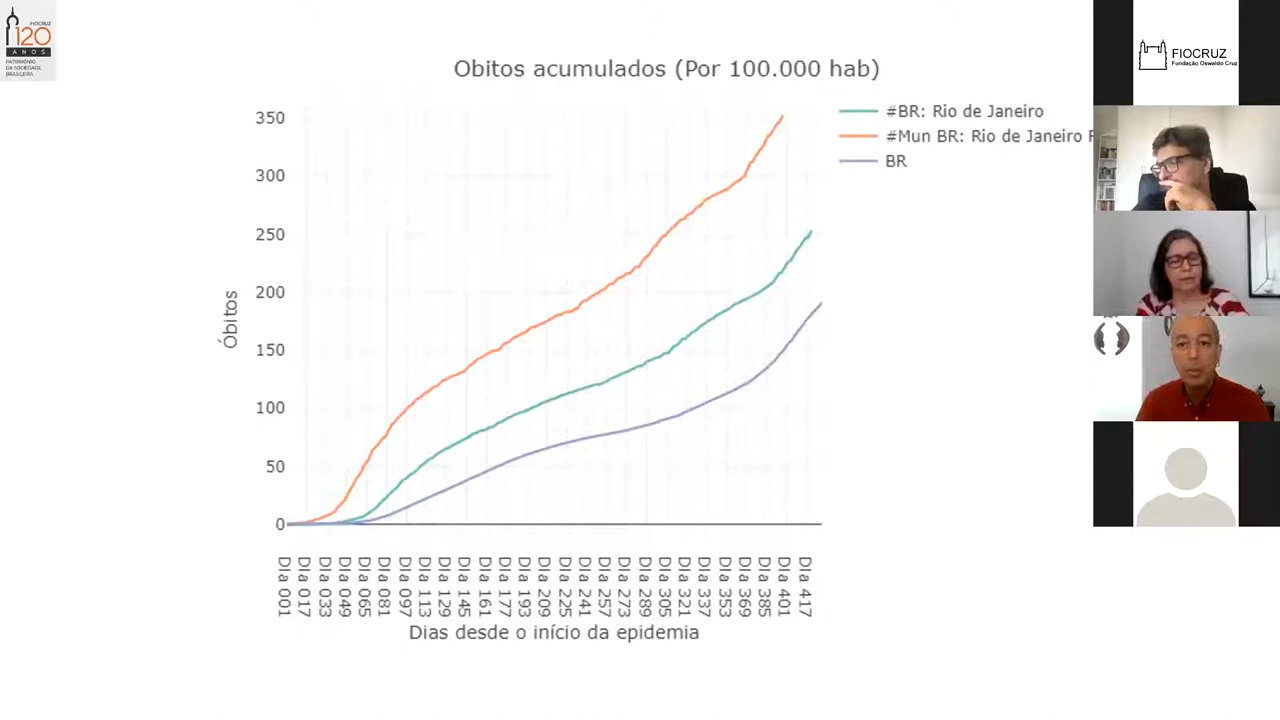 FIOCRUZ
120
ANOS
PATRIMÔNIO
DA SOCIEDADE
BRASILEIRA
Obitos acumulados (Por 100.000 hab)
#BR: Rio de Janeiro
#Mun BR: Rio de Janeiro
BR
350
300
250
200
150
100
50
0
Óbitos
Dia 001
Dia 017
Dia 033
Dia 049
Dia 065
Dia 081
Dia 097
Dia 113
Dia 129
Dia 145
Dia 161
Dia 177
Dia 193
Dia 209
Dia 225
Dia 241
Dia 257
Dia 273
Dia 289
Dia 305
Dia 321
Dia 337
Dia 353
Dia 369
Dia 385
Dia 401
Dia 417
Dias desde o início da epidemia
FIOCRUZ
Fundação Oswaldo Cruz